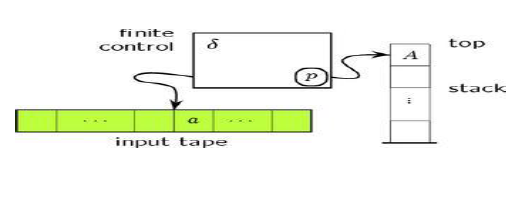 finite
control
δ
p
A
top
⋮
stack
... a ...
input tape